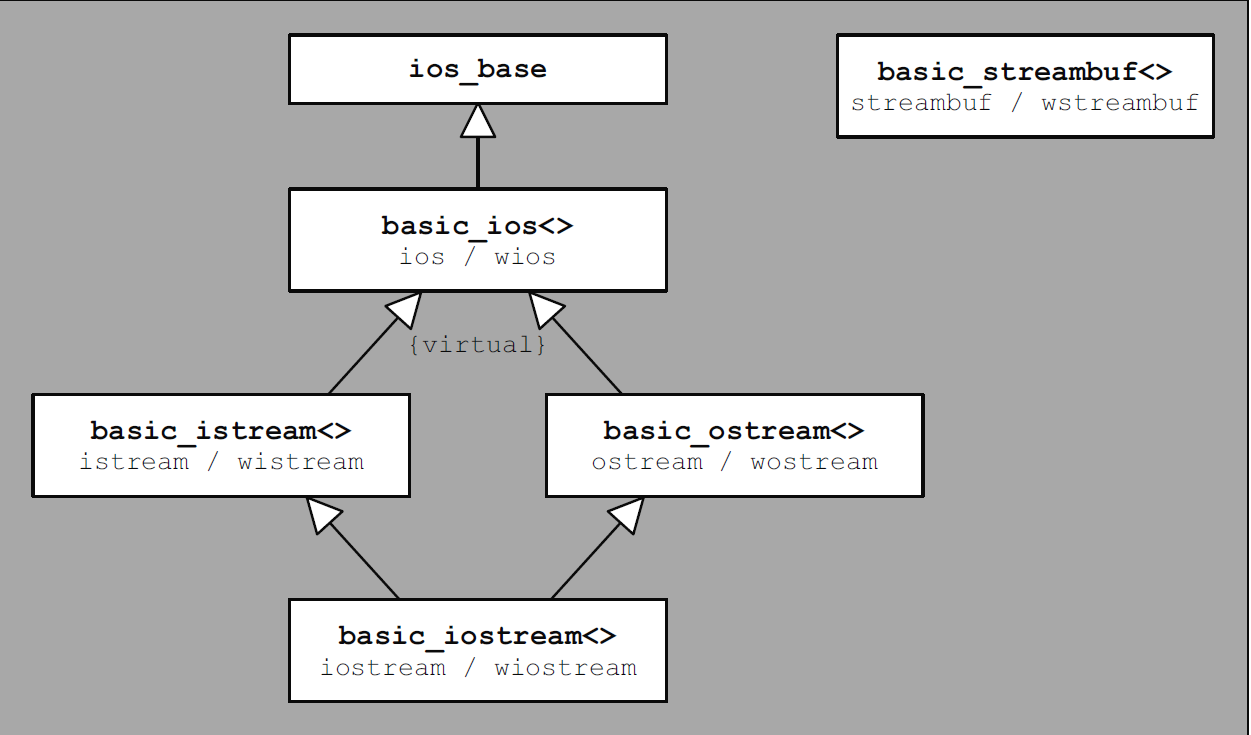 ios_base
basic_streambuf<>
streambuf / wstreambuf
basic_ios<>
ios / wios
{virtual}
basic_istream<>
istream / wistream
basic_ostream<>
ostream / wostream
basic_iostream<>
iostream / wiostream